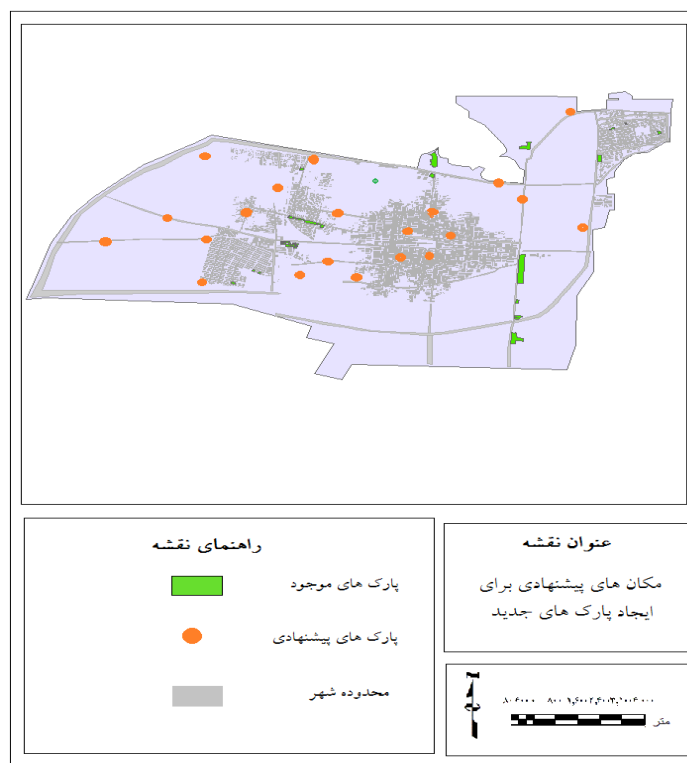 راهنمای نقشه
پارک های موجود
پارک های پیشنهادی
محدوده شهر
عنوان نقشه
مکان های پیشنهادی برای
ایجاد پارک های جدید
متر